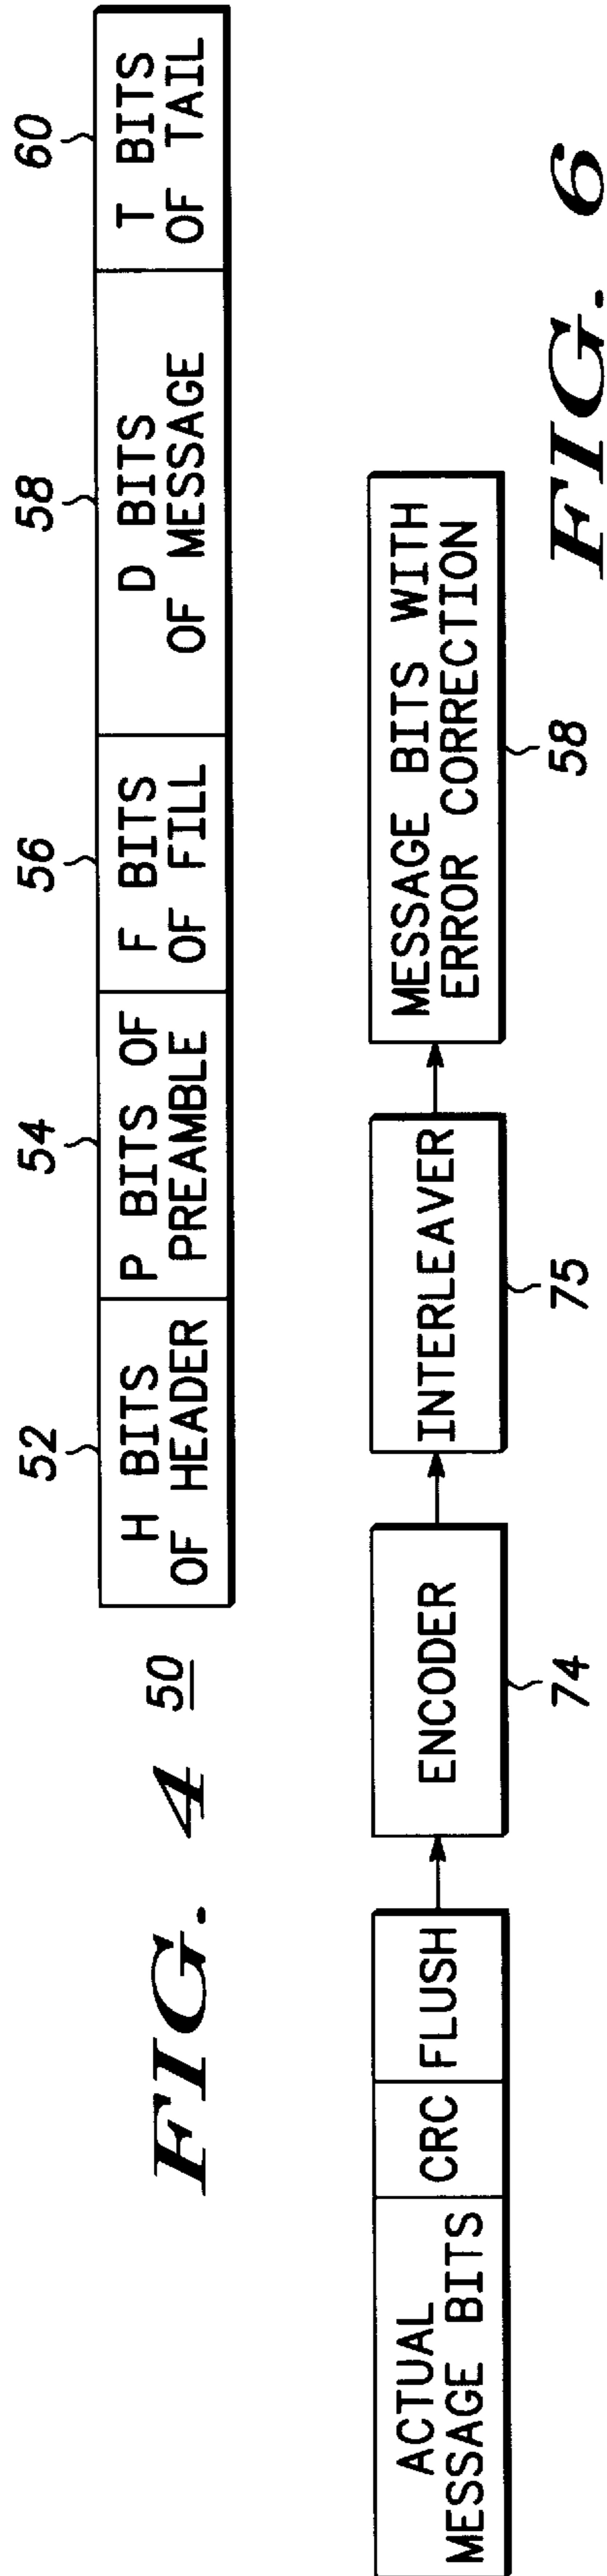 FIG. 4
50
52
54
56
58
60
H BITS
OF HEADER
P BITS OF
PREAMBLE
F BITS
OF FILL
D BITS
OF MESSAGE
T BITS
OF TAIL
ACTUAL
MESSAGE BITS
CRC
FLUSH
ENCODER
74
INTERLEAVER
75
MESSAGE BITS WITH
ERROR CORRECTION
58
FIG. 6